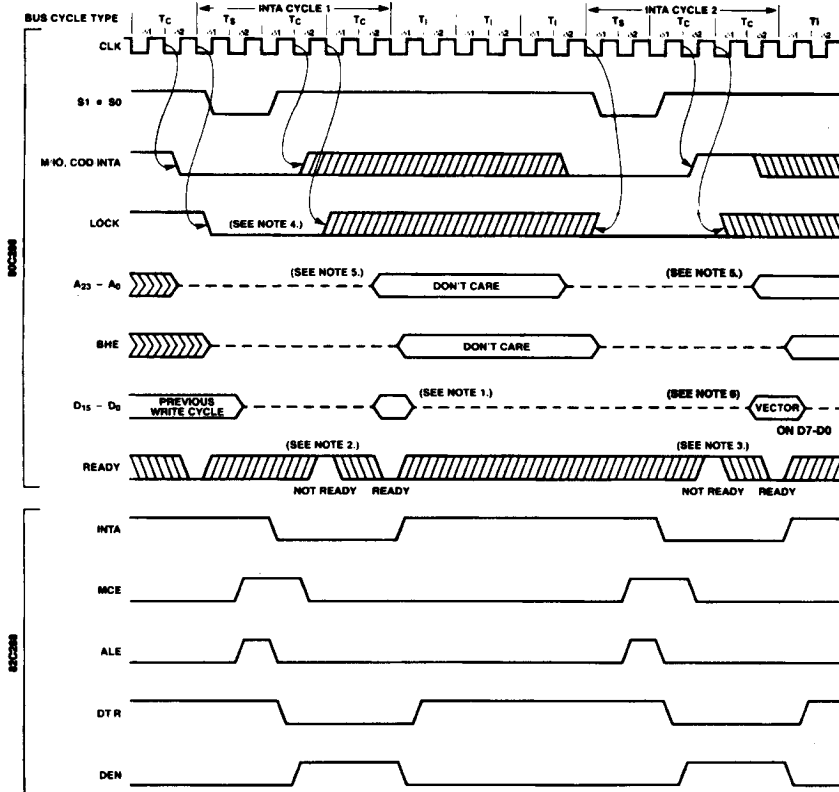 INTA CYCLE 1
INTA CYCLE 2
BUS CYCLE TYPE TC TS TC TC TI TI TI TS TC TC TI
CLK
S1 • S0
M/IO, COD INTA
LOCK
(SEE NOTE 4.)
(SEE NOTE 5.)
(SEE NOTE 5.)
A23 – A0
DON'T CARE
BHE
DON'T CARE
(SEE NOTE 1.)
(SEE NOTE 6)
D15 – D0
PREVIOUS
WRITE CYCLE
VECTOR
ON D7-D0
(SEE NOTE 2.)
(SEE NOTE 3.)
READY
NOT READY
READY
NOT READY
READY
80C286
INTA
MCE
ALE
DT R
DEN
82C288